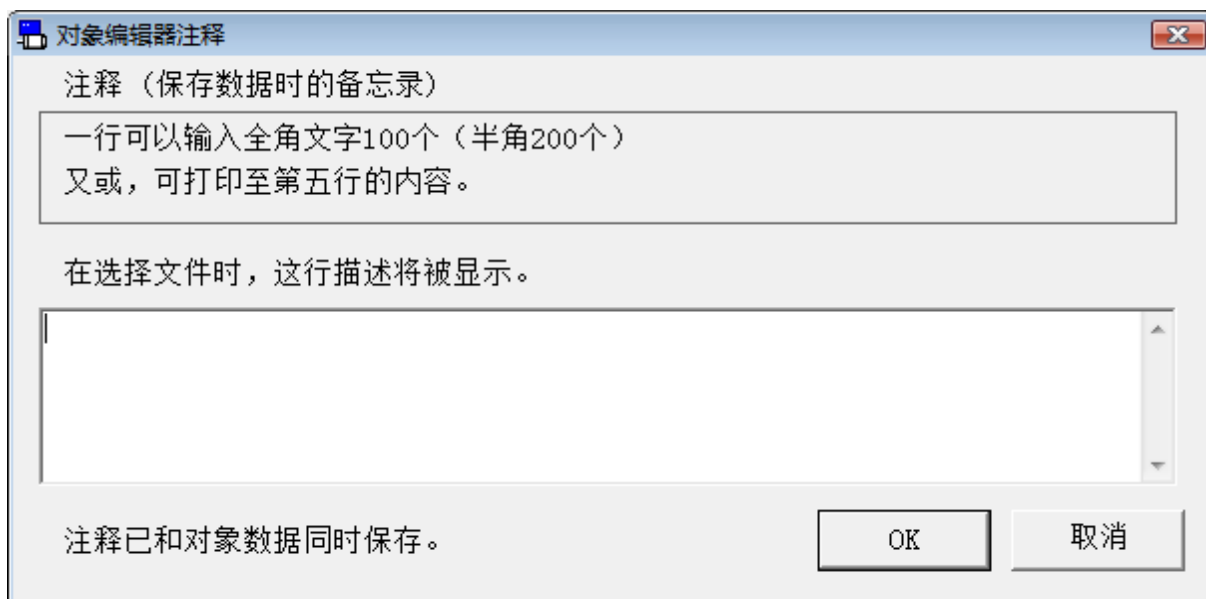 对象编辑器注释
注释（保存数据时的备忘录）
一行可以输入全角文字100个（半角200个）
又或，可打印至第五行的内容。
在选择文件时，这行描述将被显示。
注释已和对象数据同时保存。
OK
取消